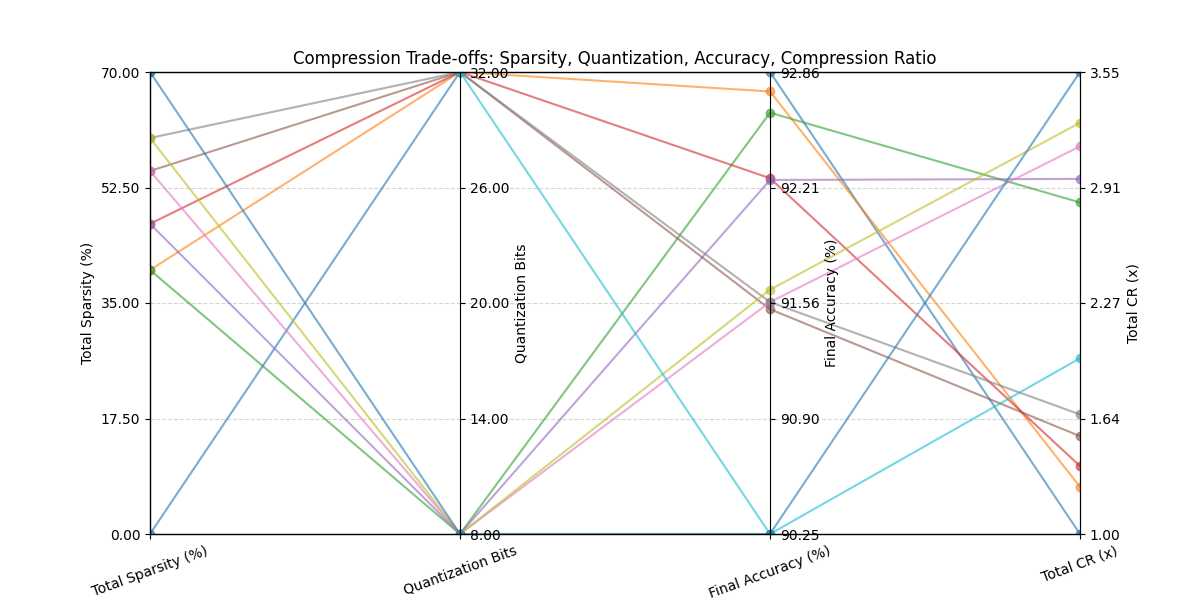 Compression Trade-offs: Sparsity, Quantization, Accuracy, Compression Ratio
70.00
52.50
35.00
17.50
0.00
Total Sparsity (%)
32.00
26.00
20.00
14.00
8.00
Quantization Bits
92.86
92.21
91.56
90.90
90.25
Final Accuracy (%)
3.55
2.91
2.27
1.64
1.00
Total CR (x)
Total Sparsity (%)
Quantization Bits
Final Accuracy (%)
Total CR (x)